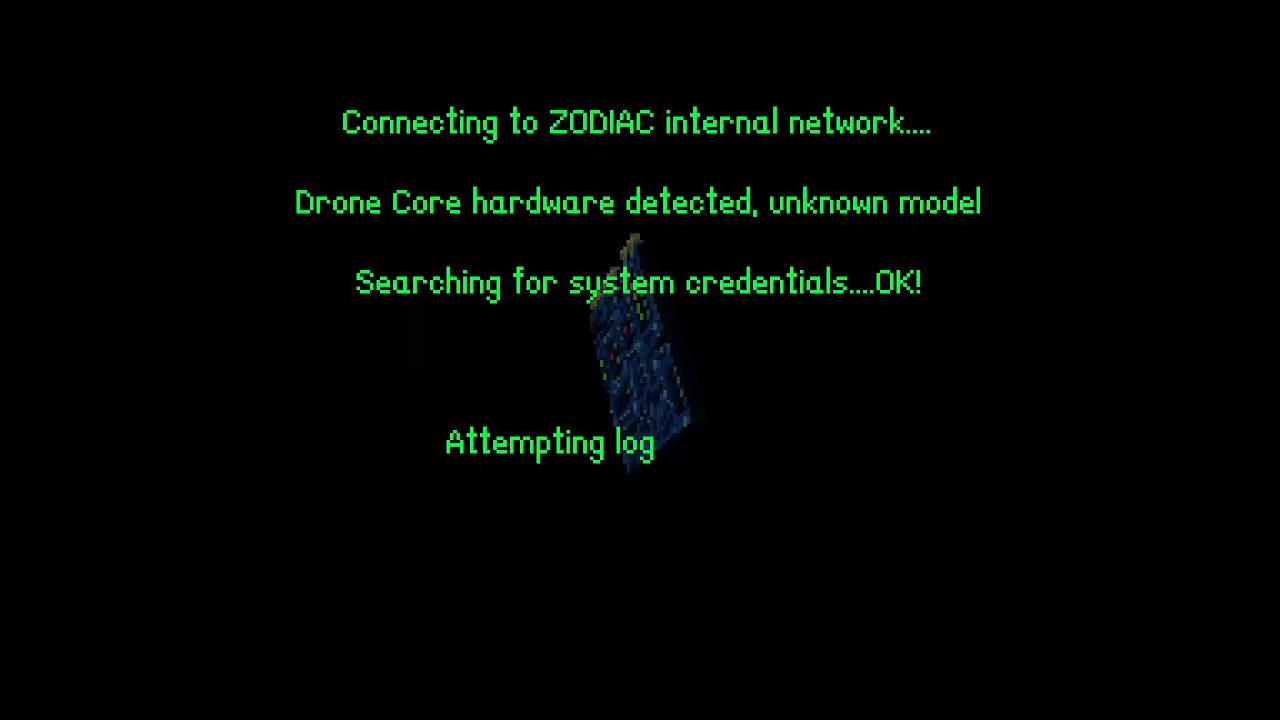 Connecting to ZODIAC internal network....
Drone Core hardware detected, unknown model
Searching for system credentials....OK!
Attempting log